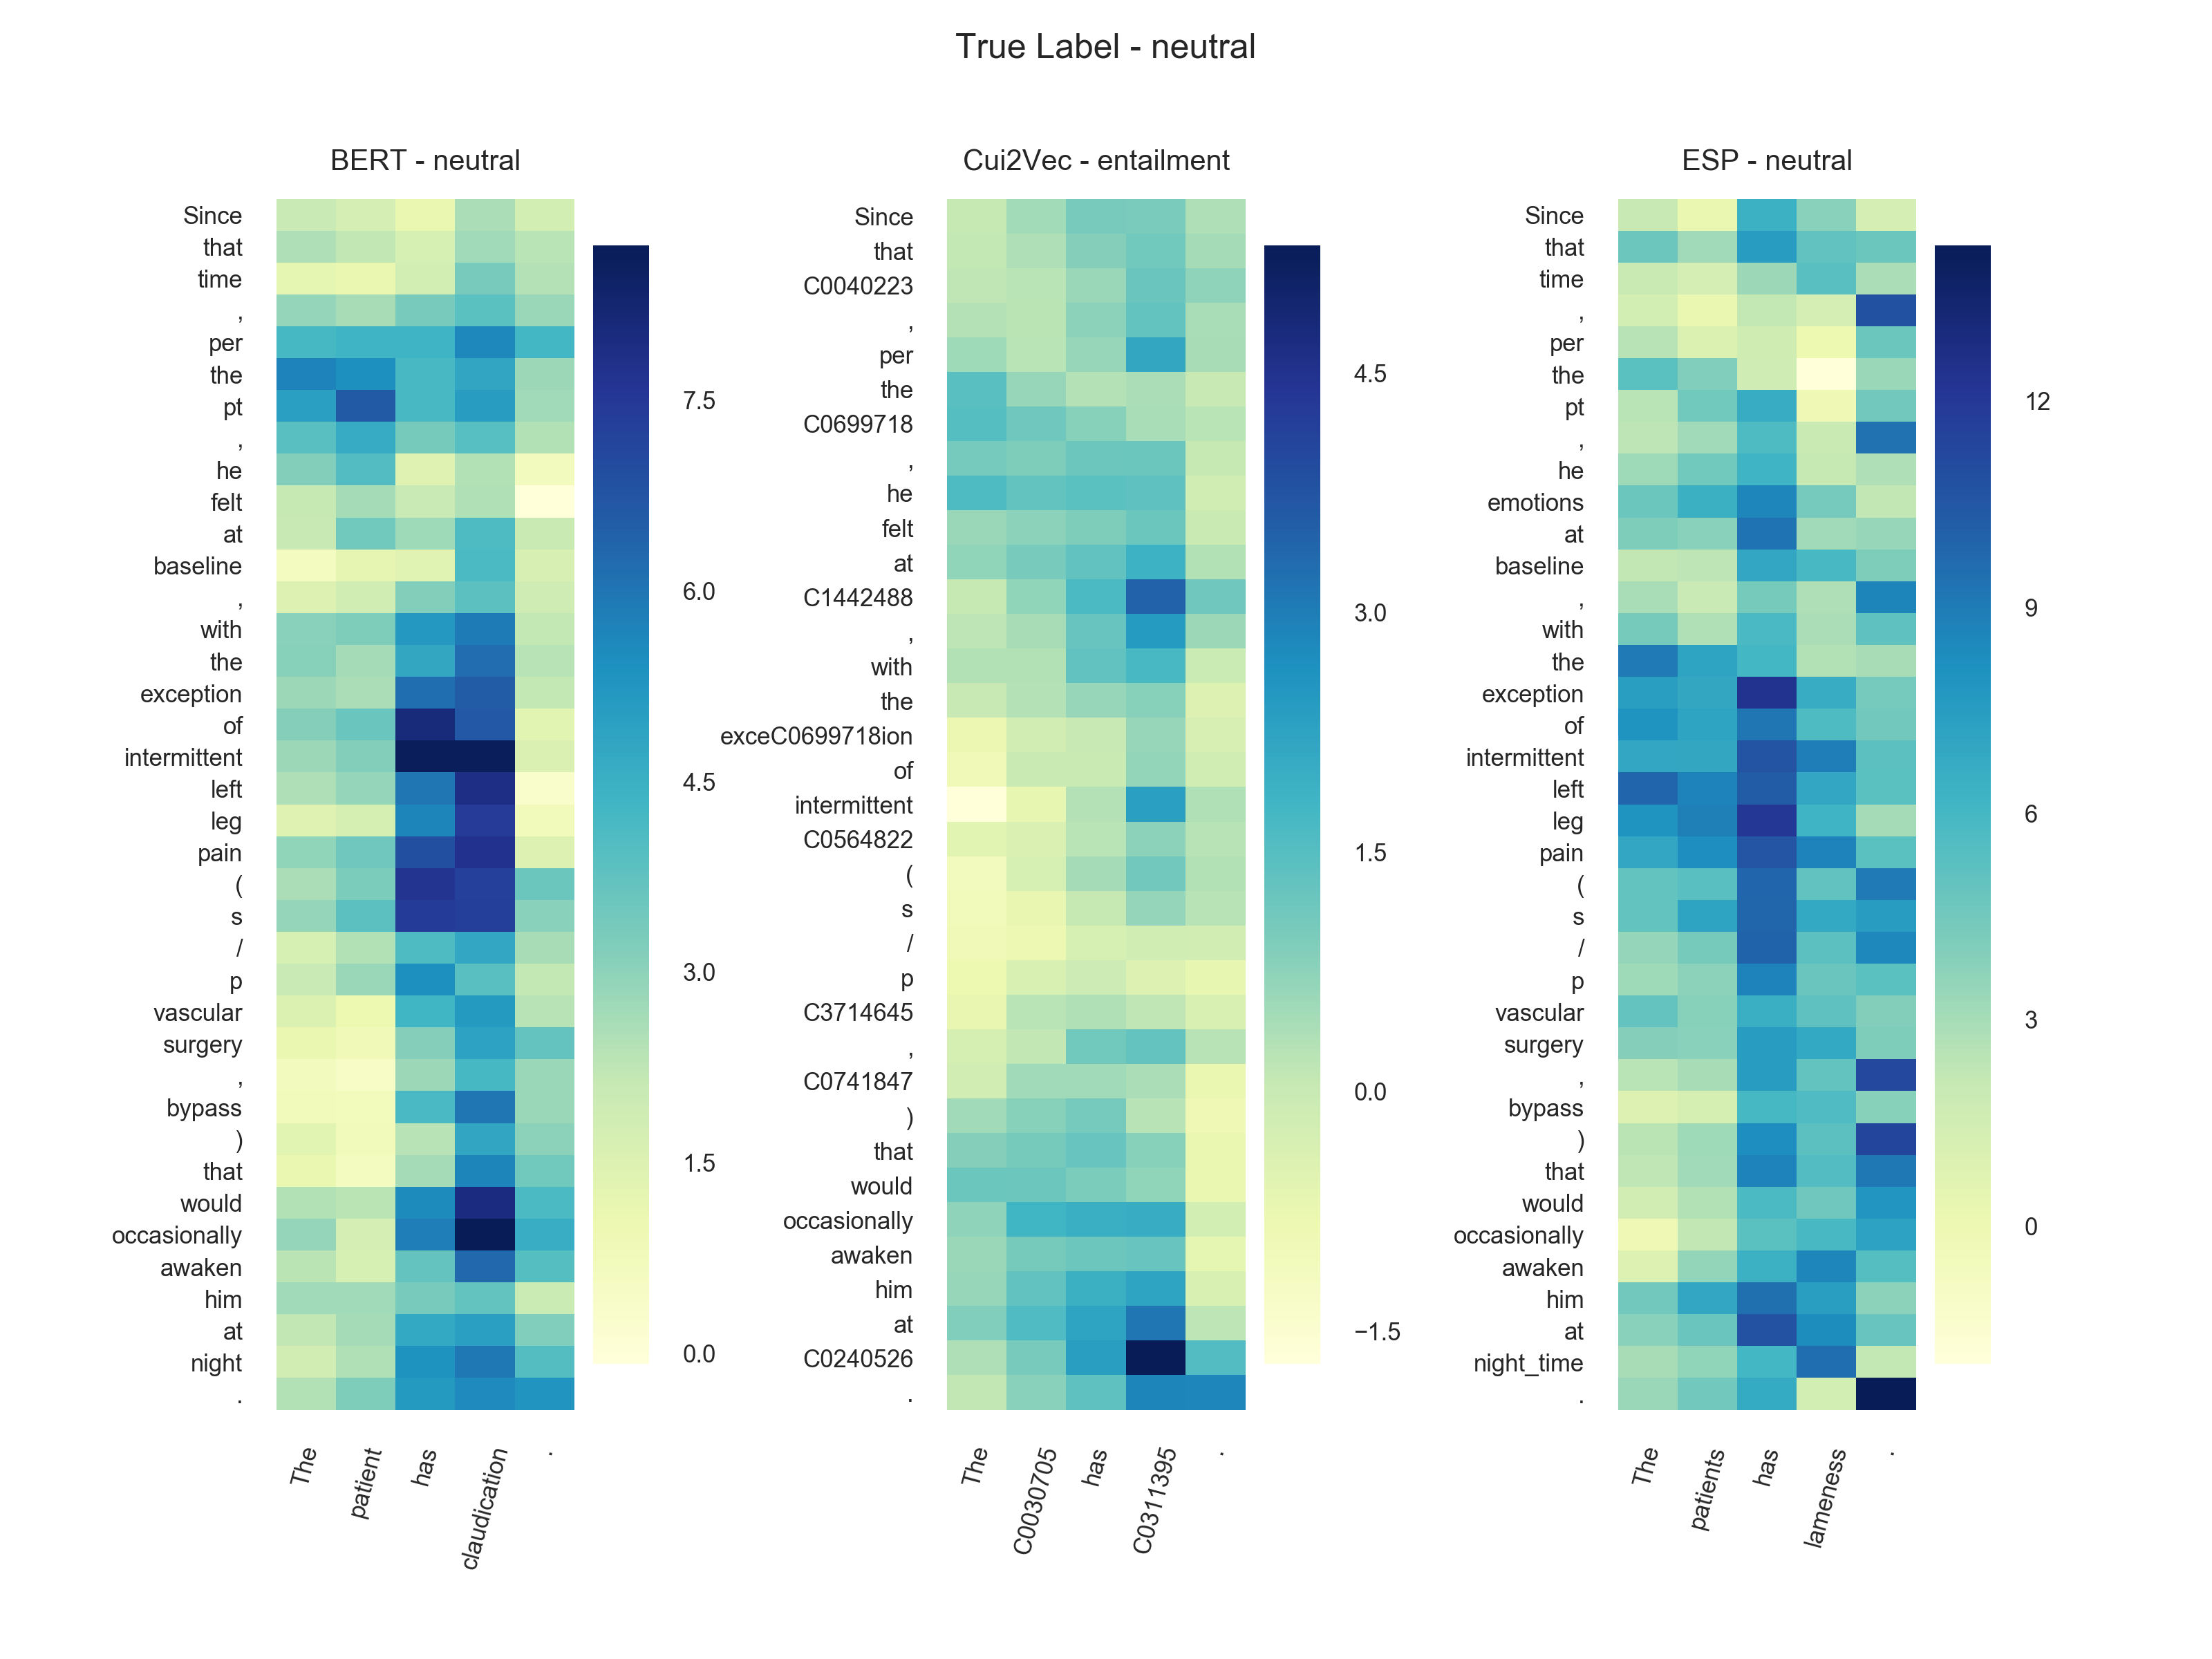 True Label - neutral
BERT - neutral
Since
that
time
,
per
the
pt
,
he
felt
at
baseline
,
with
the
exception
of
intermittent
left
leg
pain
(
s
/
p
vascular
surgery
,
bypass
)
that
would
occasionally
awaken
him
at
night
.
The
patient
has
claudication
.
7.5
6.0
4.5
3.0
1.5
0.0
Cui2Vec - entailment
Since
that
C0040223
,
per
the
C0699718
,
he
felt
at
C1442488
,
with
the
exceC0699718ion
of
intermittent
C0564822
(
s
/
p
C3714645
,
C0741847
)
that
would
occasionally
awaken
him
at
C0240526
.
The
C0030705
has
C0311395
.
4.5
3.0
1.5
0.0
−1.5
ESP - neutral
Since
that
time
,
per
the
pt
,
he
emotions
at
baseline
,
with
the
exception
of
intermittent
left
leg
pain
(
s
/
p
vascular
surgery
,
bypass
)
that
would
occasionally
awaken
him
at
night_time
.
The
patients
has
lameness
.
12
9
6
3
0